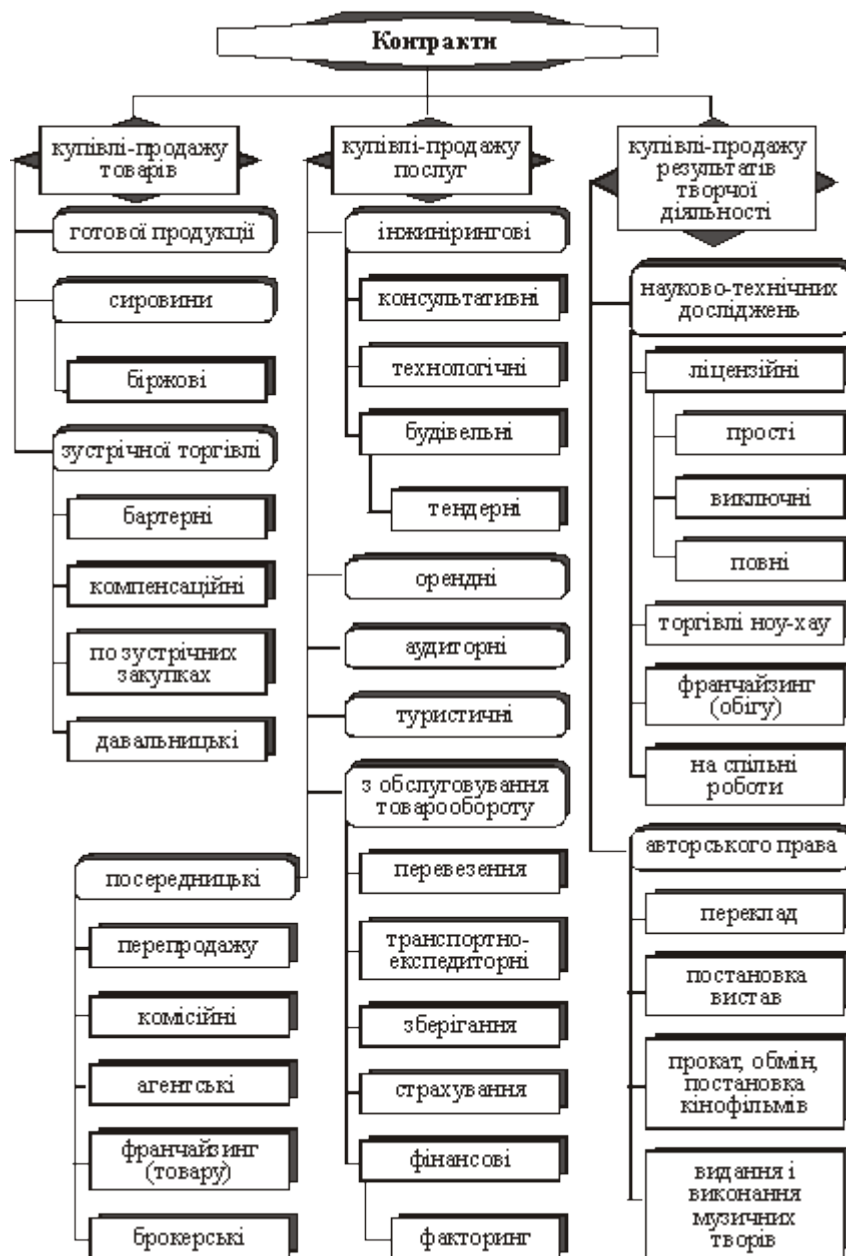 Контракти
купівлі-продажу
товарів
готової продукції
сировини
біржові
зустрічної торгівлі
бартерні
компенсаційні
по зустрічних
закупках
давальницькі
купівлі-продажу
послуг
інжинірингові
консультативні
технологічні
будівельні
тендерні
орендні
аудиторні
туристичні
з обслуговування
товарообороту
перевезення
транспортно-
експедиторні
зберігання
страхування
фінансові
факторинг
посередницькі
перепродажу
комісійні
агентські
франчайзинг
(товару)
брокерські
купівлі-продажу
результатів
творчої
діяльності
науково-технічних
досліджень
ліцензійні
прості
виключні
повні
торгівлі ноу-хау
франчайзинг
(обігу)
на спільні
роботи
авторського права
переклад
постановка
вистав
прокат, обмін,
постановка
кінофільмів
видання і
виконання
музичних
творів